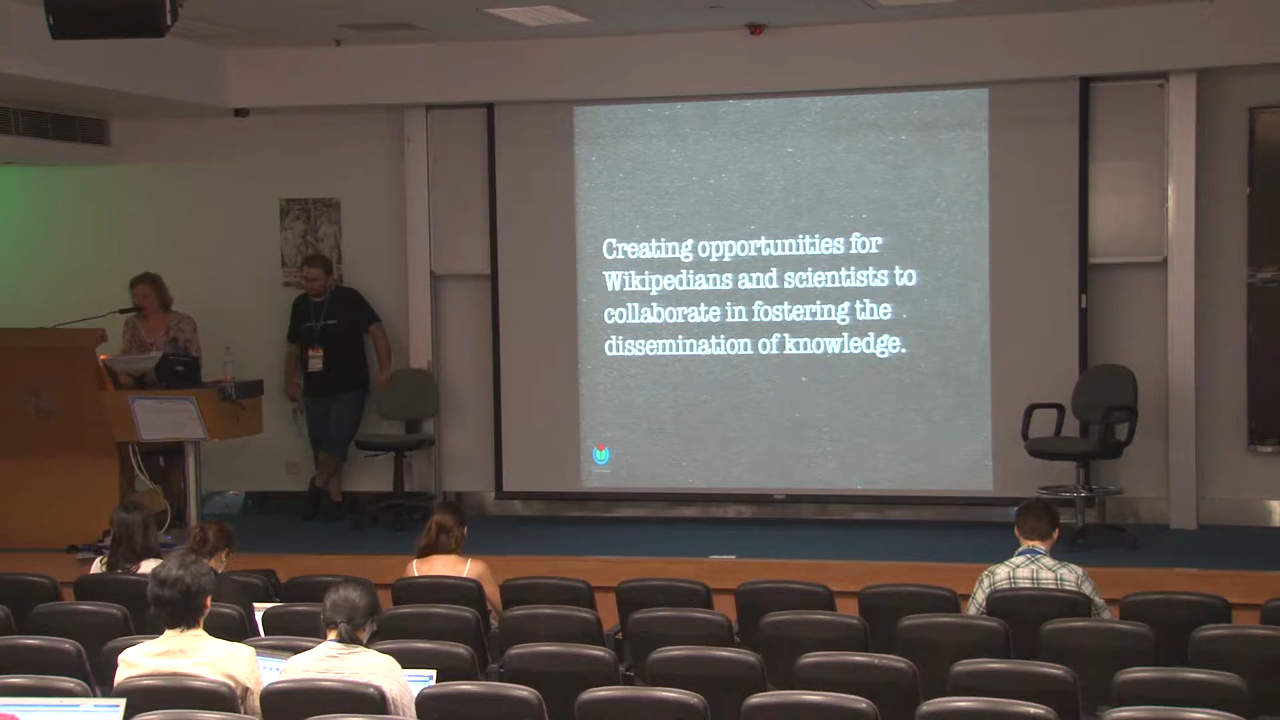 Creating opportunities for
Wikipedians and scientists to
collaborate in fostering the
dissemination of knowledge.